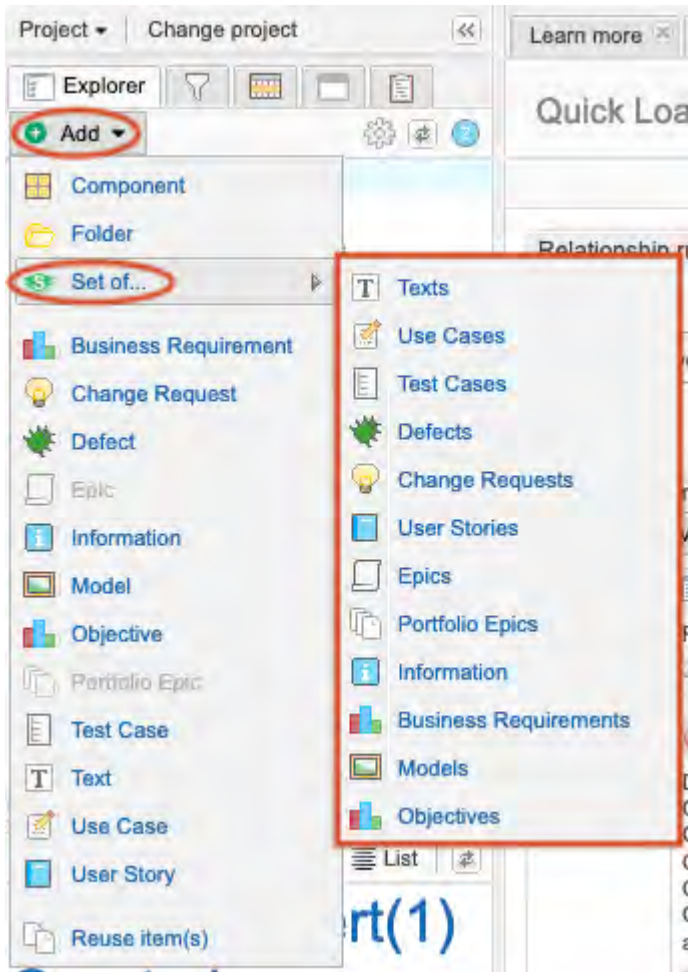 Project
Change project
Learn more
Explorer
Quick Loa
Add
Component
Folder
Relationship r
Set of...
Texts
Use Cases
Business Requirement
Test Cases
Change Request
Defects
Defect
Change Requests
Epic
User Stories
Information
Epics
Model
Portfolio Epics
Objective
Information
Portfolio Epic
Business Requirements
Test Case
Models
Text
Objectives
Use Case
List
User Story
Reuse item(s)
rt(1)